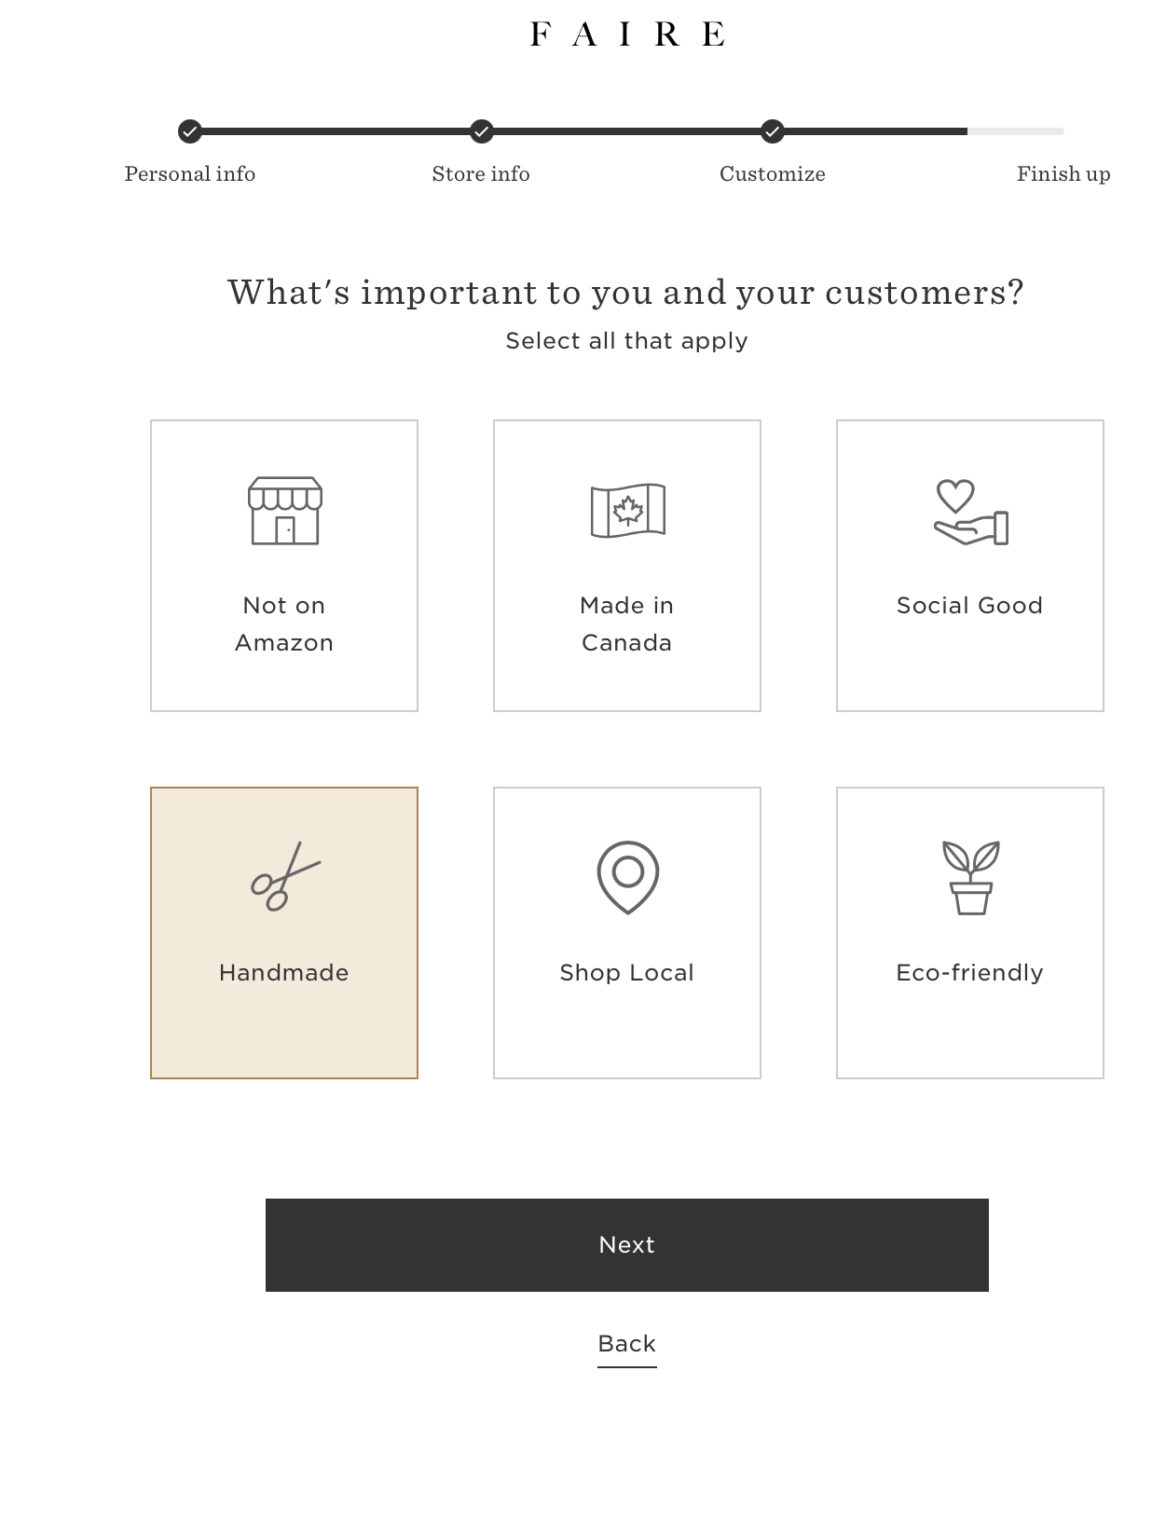 FAIRE
Personal info
Store info
Customize
Finish up
What's important to you and your customers?
Select all that apply
Not on
Amazon
Made in
Canada
Social Good
Handmade
Shop Local
Eco-friendly
Next
Back